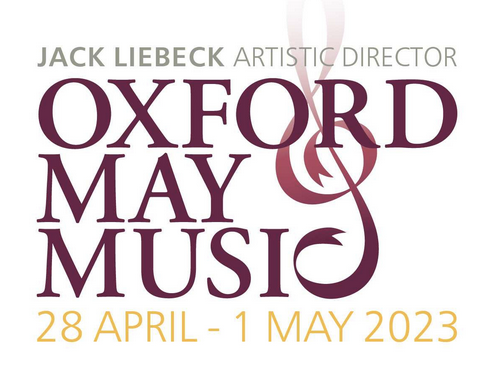 JACK LIEBECK ARTISTIC DIRECTOR
OXFORD
MAY
MUSIC
28 APRIL - 1 MAY 2023